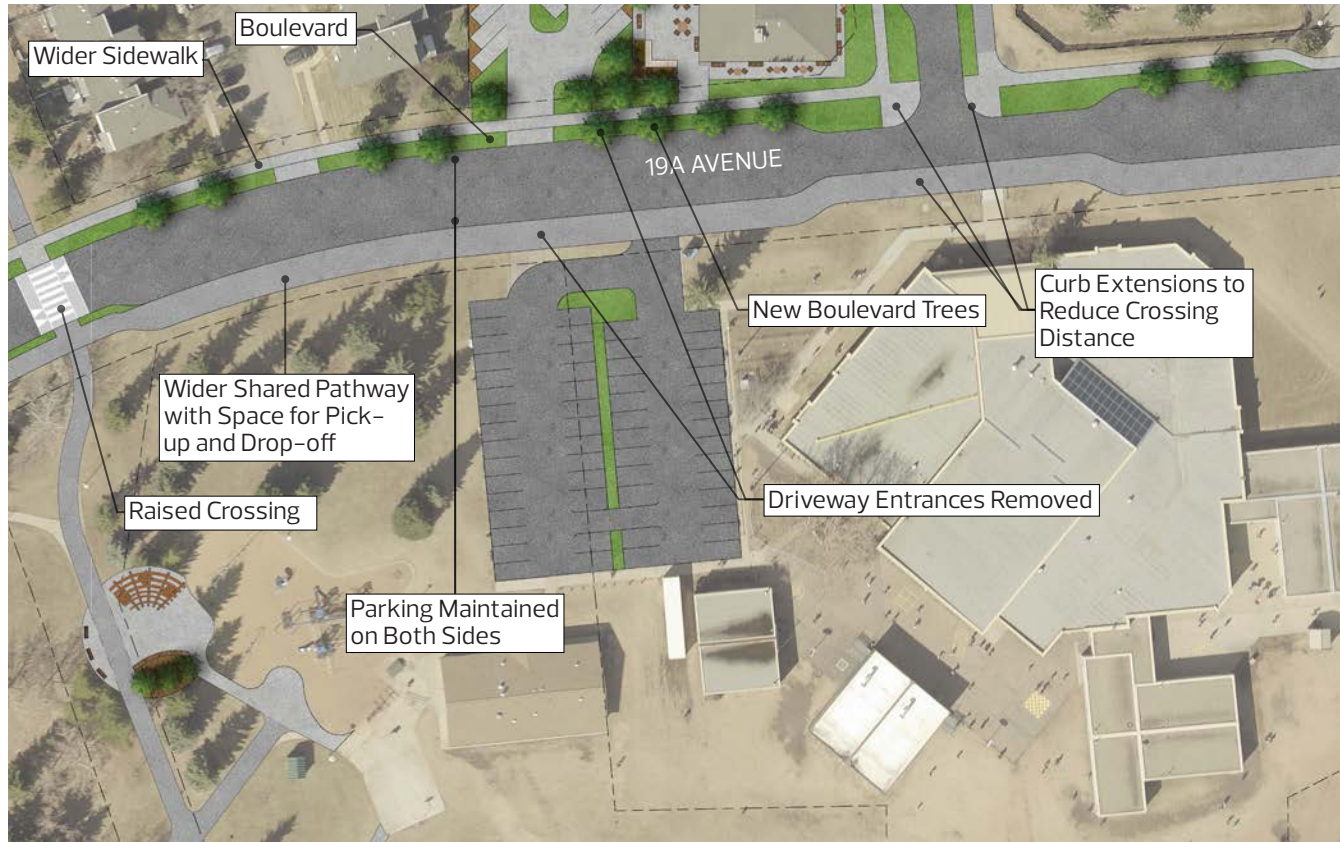 Boulevard
Wider Sidewalk
19A AVENUE
New Boulevard Trees
Curb Extensions to
Reduce Crossing
Distance
Wider Shared Pathway
with Space for Pick-
up and Drop-off
Raised Crossing
Driveway Entrances Removed
Parking Maintained
on Both Sides